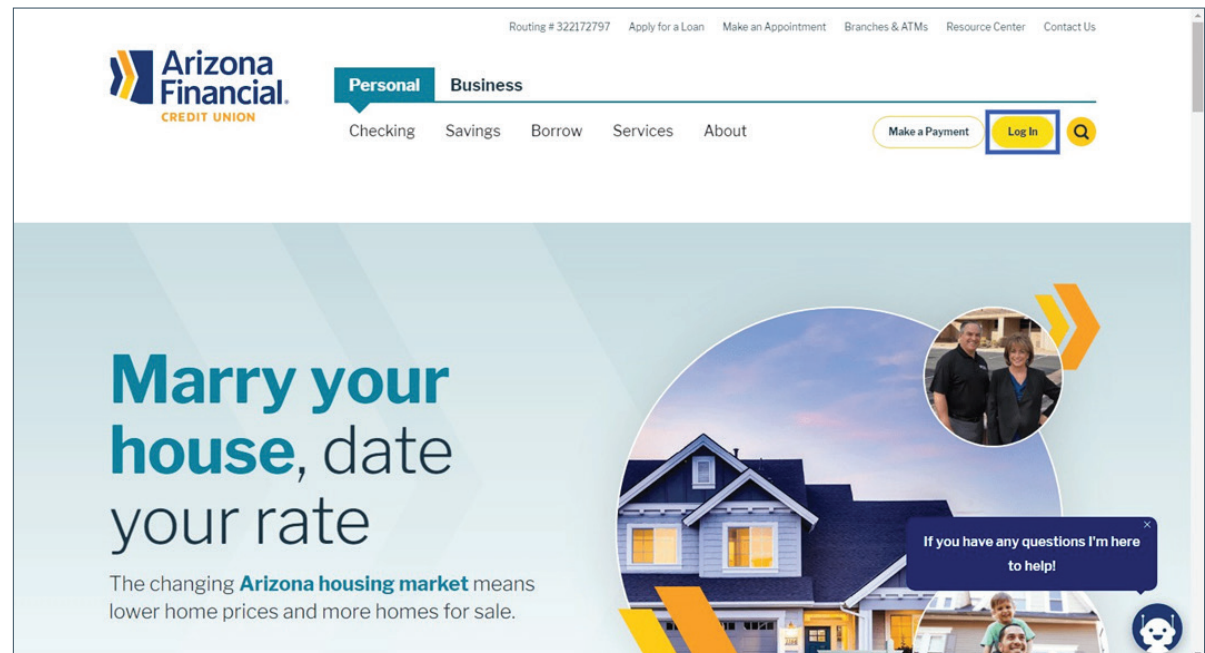 Routing # 322172797 Apply for a Loan Make an Appointment Branches & ATMs Resource Center Contact Us
Arizona
Financial.
CREDIT UNION
Personal Business
Checking Savings Borrow Services About
Make a Payment Log In
Marry your
house, date
your rate
The changing Arizona housing market means
lower home prices and more homes for sale.
If you have any questions I'm here
to help!